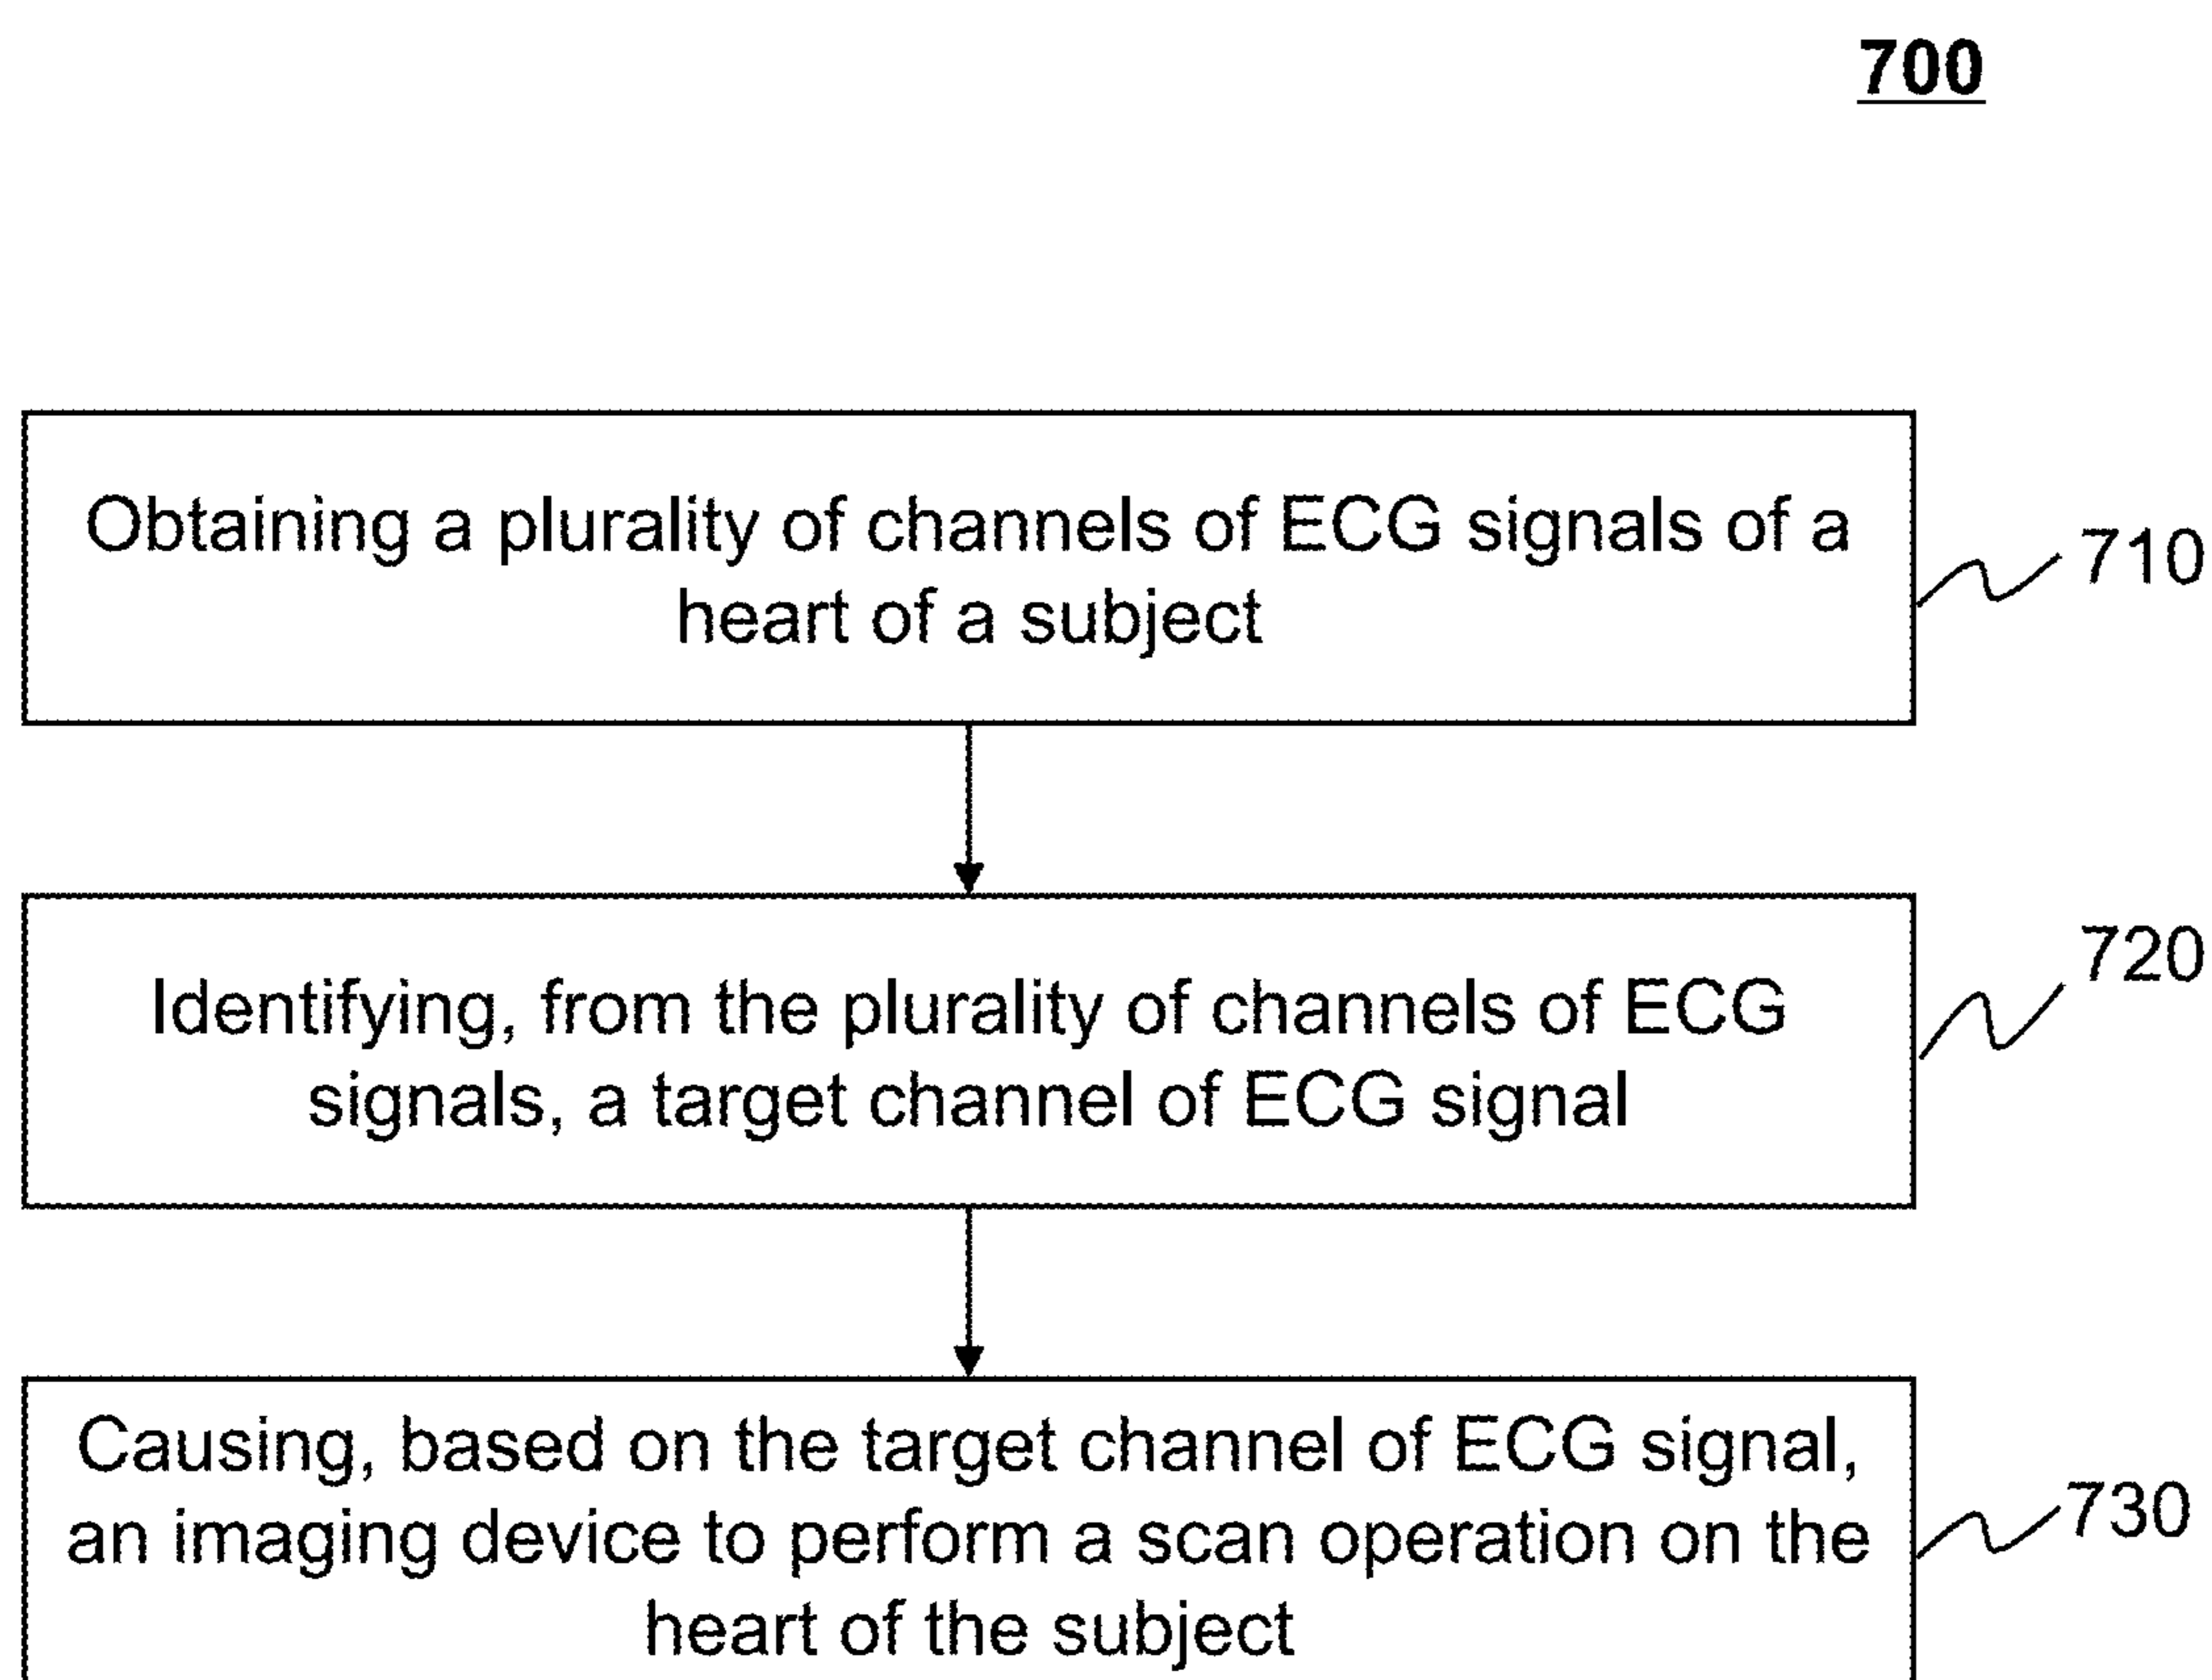 700
Obtaining a plurality of channels of ECG signals of a
heart of a subject
710
Identifying, from the plurality of channels of ECG
signals, a target channel of ECG signal
720
Causing, based on the target channel of ECG signal,
an imaging device to perform a scan operation on the
heart of the subject
730